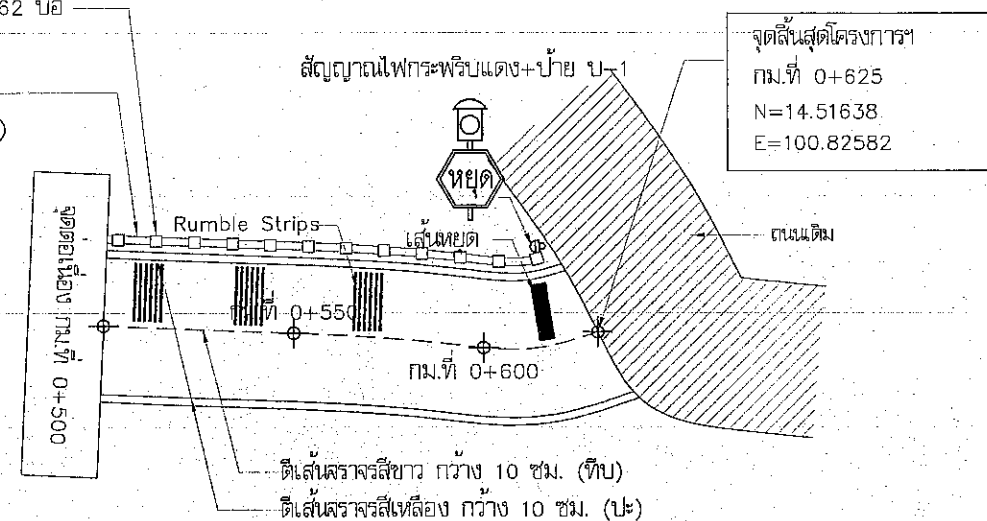 62 บ่อ
จุดสิ้นสุดโครงการฯ
กม.ที่ 0+625
N=14.51638
E=100.82582
สัญญาณไฟกระพริบแดง+ป้าย บ-1
)
หยุด
Rumble Strips
เส้นหยุด
ถนนเดิม
จุดต่อเนื่อง กม.ที่ 0+500
กม.ที่ 0+550
กม.ที่ 0+600
ตีเส้นจราจรสีขาว กว้าง 10 ซม. (ทึบ)
ตีเส้นจราจรสีเหลือง กว้าง 10 ซม. (ปะ)